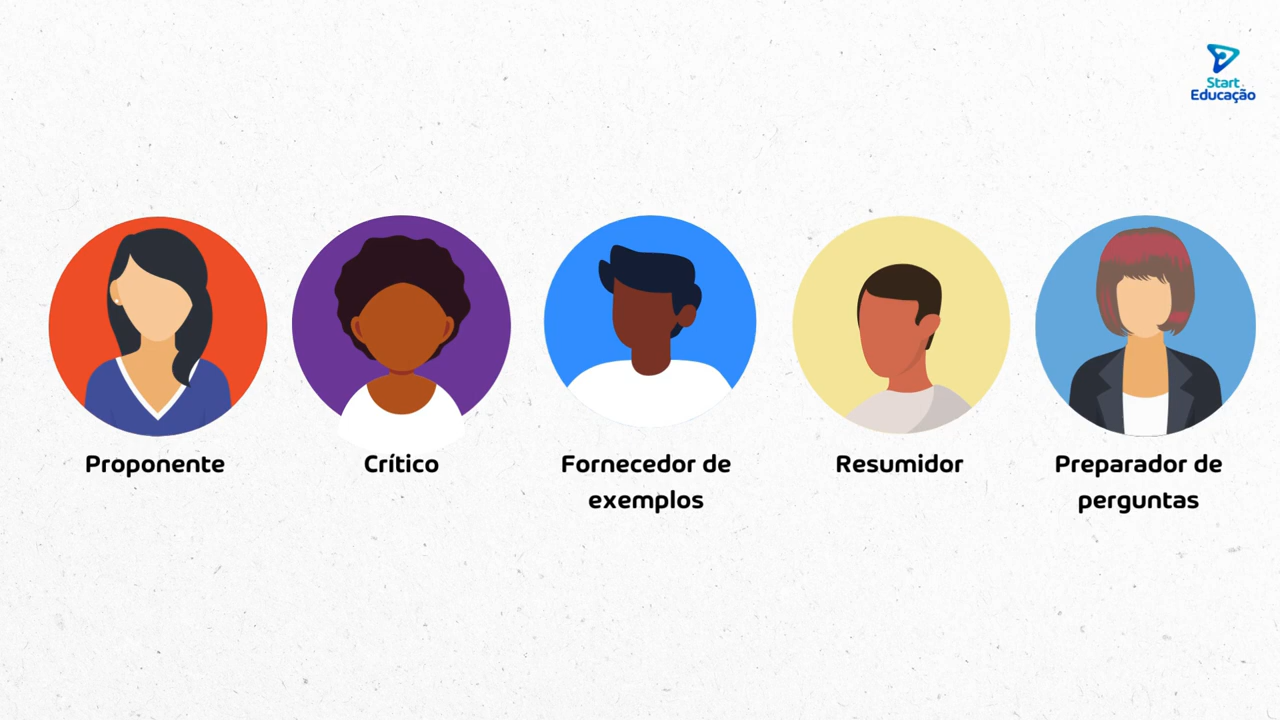 Start
Educação
Proponente
Crítico
Fornecedor de
exemplos
Resumidor
Preparador de
perguntas